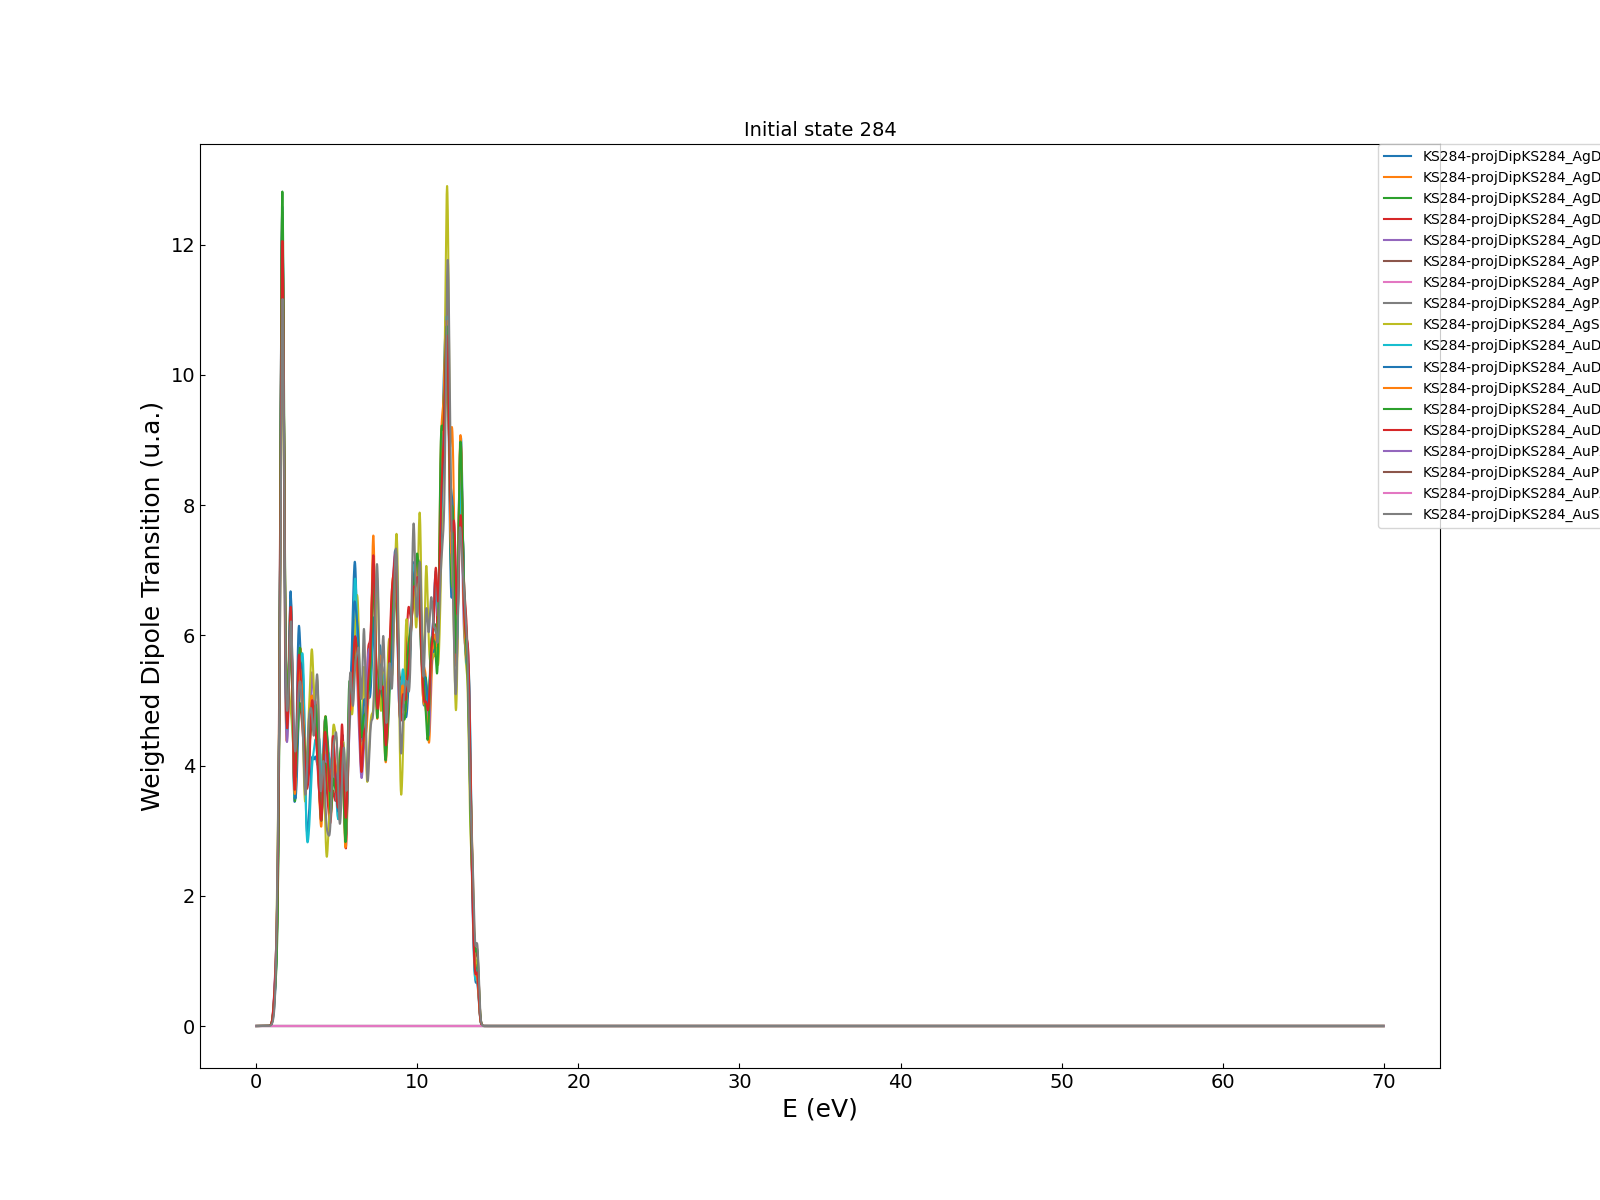 Initial state 284
KS284-projDipKS284_AgD
KS284-projDipKS284_AgD
KS284-projDipKS284_AgD
KS284-projDipKS284_AgD
KS284-projDipKS284_AgD
KS284-projDipKS284_AgP
KS284-projDipKS284_AgP
KS284-projDipKS284_AgP
KS284-projDipKS284_AgS
KS284-projDipKS284_AuD
KS284-projDipKS284_AuD
KS284-projDipKS284_AuD
KS284-projDipKS284_AuD
KS284-projDipKS284_AuD
KS284-projDipKS284_AuP
KS284-projDipKS284_AuP
KS284-projDipKS284_AuP
KS284-projDipKS284_AuS
12
10
8
6
4
2
0
Weigthed Dipole Transition (u.a.)
0 10 20 30 40 50 60 70
E (eV)